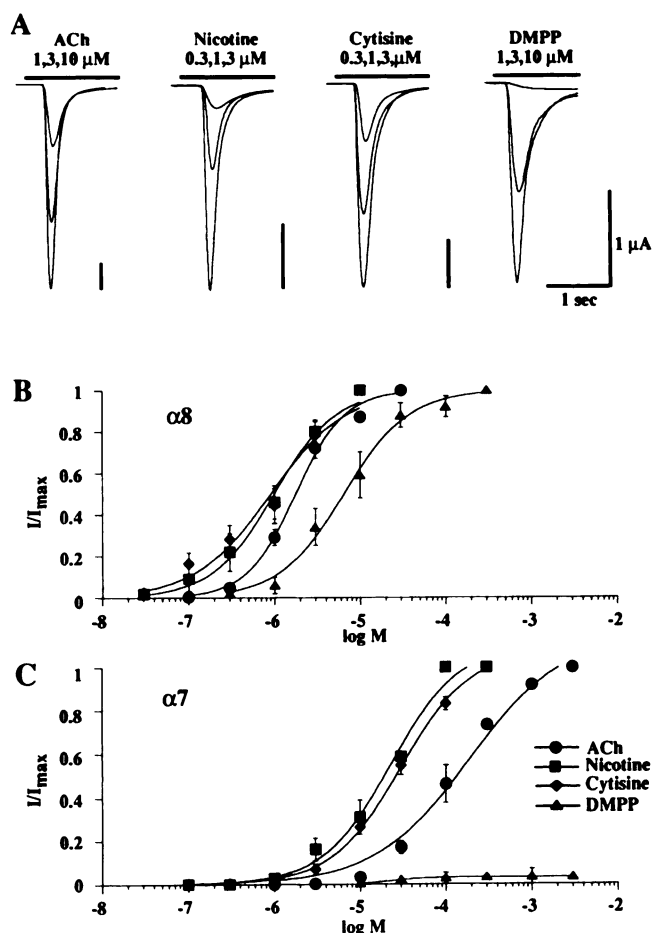 A
ACh
1,3,10 μM
Nicotine
0.3,1,3 μM
Cytisine
0.3,1,3,μM
DMPP
1,3,10 μM
1 μA
1 sec
B
α8
I/Imax
1
0.8
0.6
0.4
0.2
0
-8
-7
-6
-5
-4
-3
-2
log M
C
α7
I/Imax
1
0.8
0.6
0.4
0.2
0
ACh
Nicotine
Cytisine
DMPP
-8
-7
-6
-5
-4
-3
-2
log M